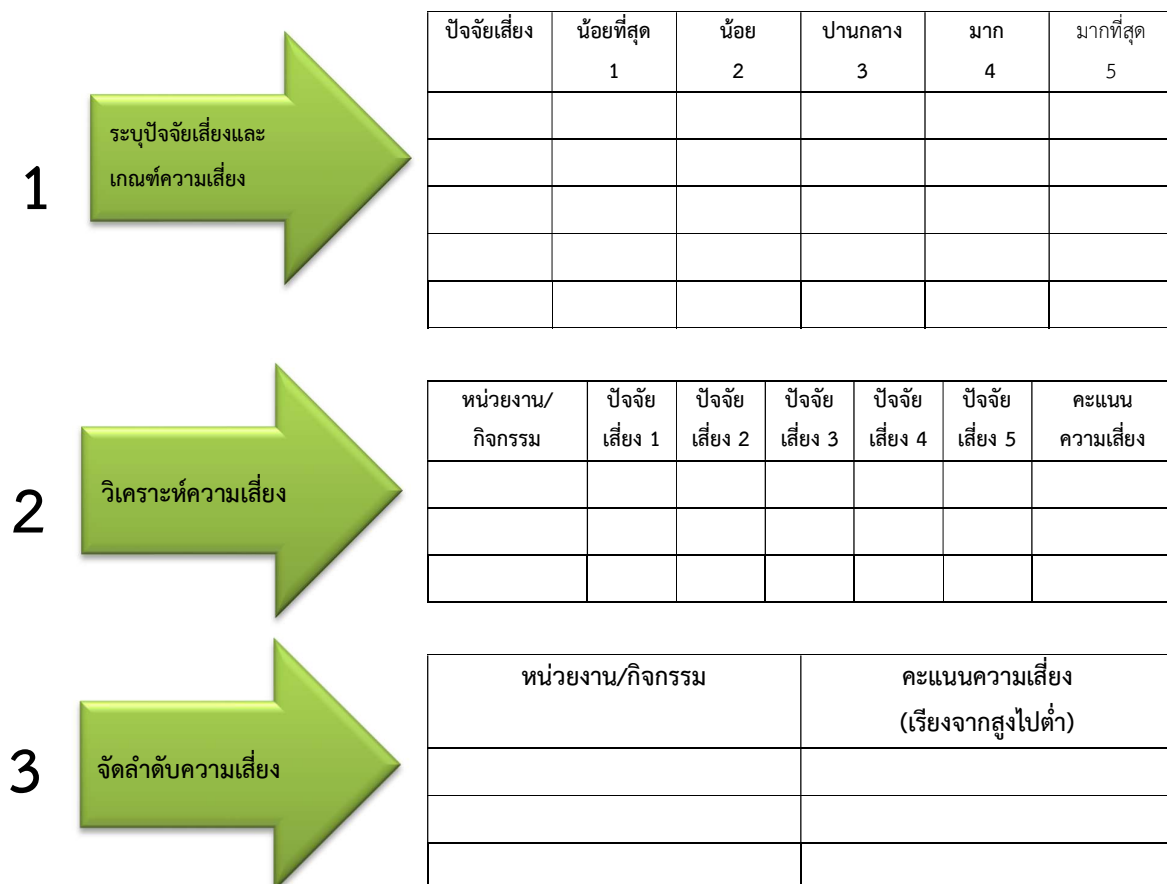 1
ระบุปัจจัยเสี่ยงและ
เกณฑ์ความเสี่ยง
ปัจจัยเสี่ยง น้อยที่สุด น้อย ปานกลาง มาก มากที่สุด
1 2 3 4 5
2
วิเคราะห์ความเสี่ยง
หน่วยงาน/ ปัจจัย ปัจจัย ปัจจัย ปัจจัย ปัจจัย คะแนน
กิจกรรม เสี่ยง 1 เสี่ยง 2 เสี่ยง 3 เสี่ยง 4 เสี่ยง 5 ความเสี่ยง
3
จัดลำดับความเสี่ยง
หน่วยงาน/กิจกรรม คะแนนความเสี่ยง
(เรียงจากสูงไปต่ำ)